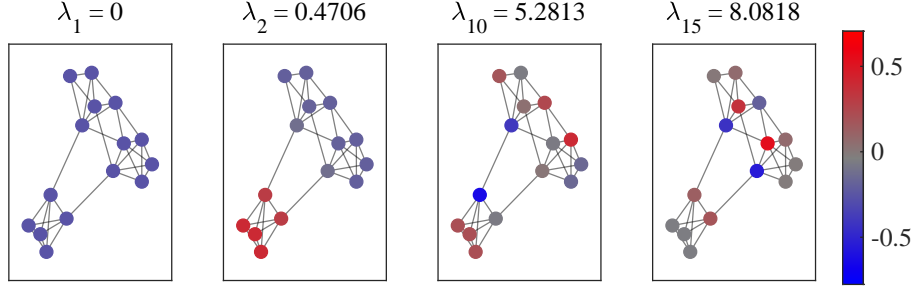 λ₁ = 0
λ₂ = 0.4706
λ₁₀ = 5.2813
λ₁₅ = 8.0818
0.5
0
-0.5